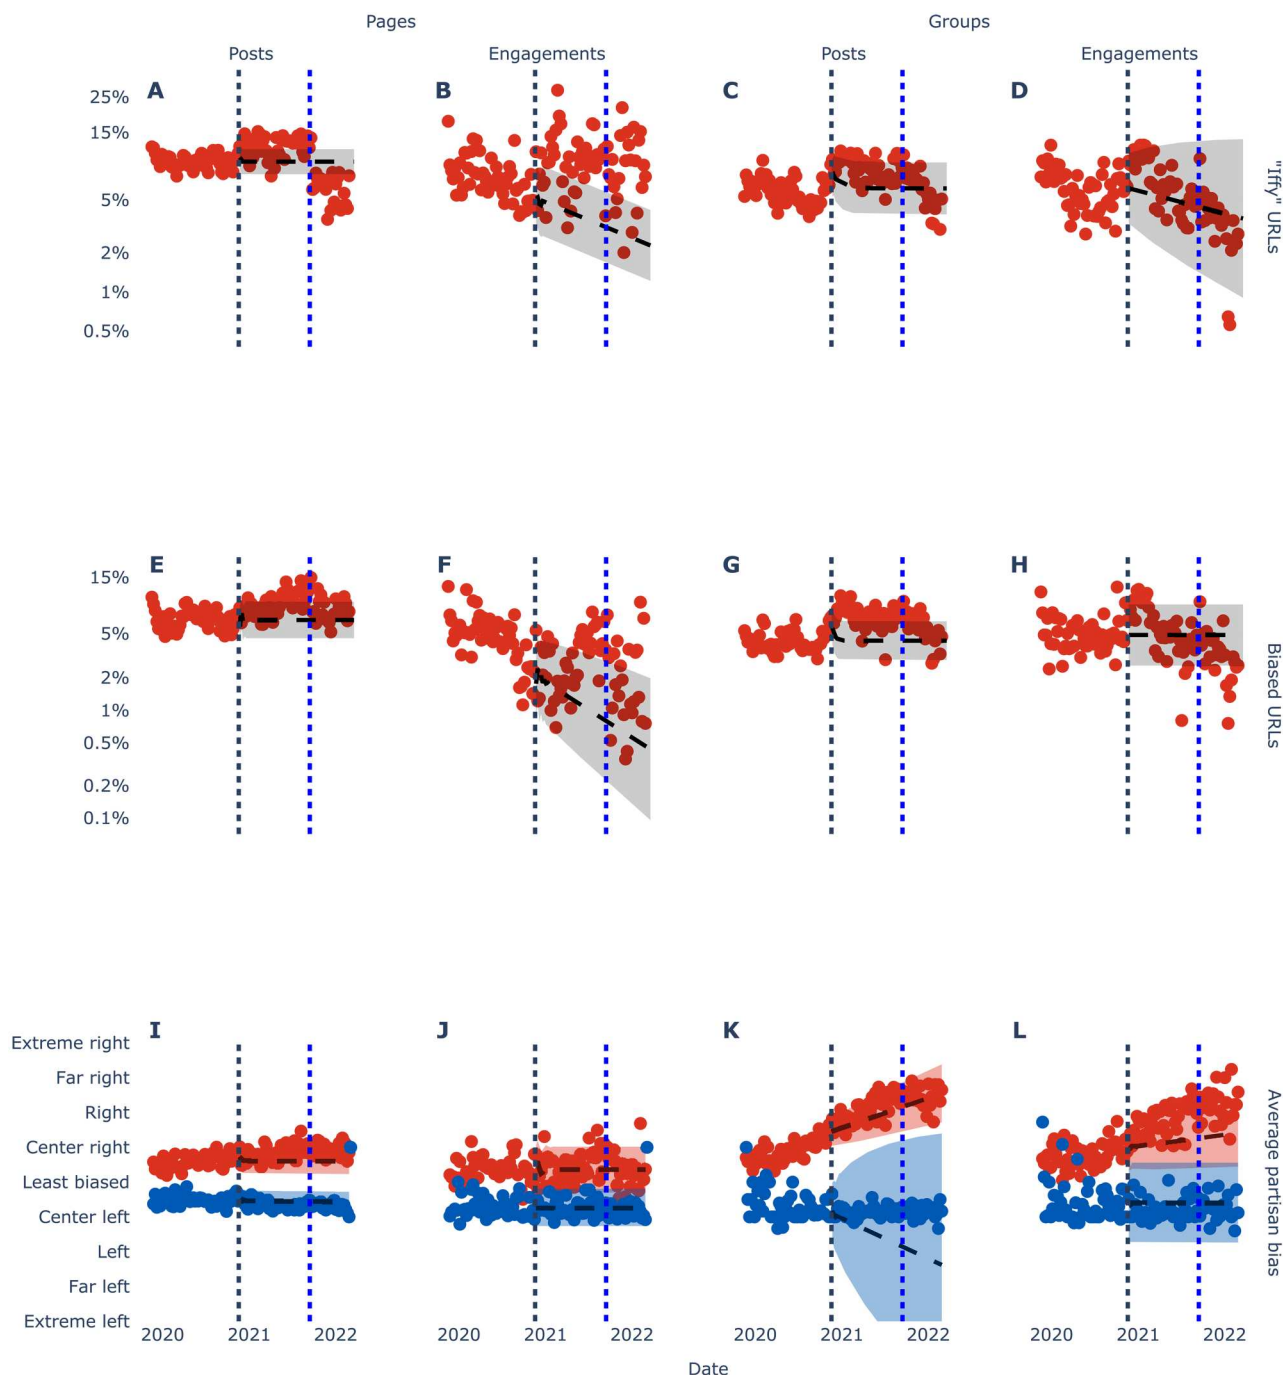 Pages
Groups
Posts
Engagements
Posts
Engagements
A
B
C
D
25%
15%
5%
2%
1%
0.5%
"Iffy" URLs
E
F
G
H
15%
5%
2%
1%
0.5%
0.2%
0.1%
Biased URLs
I
J
K
L
Extreme right
Far right
Right
Center right
Least biased
Center left
Left
Far left
Extreme left
Average partisan bias
2020 2021 2022 2020 2021 2022 2020 2021 2022 2020 2021 2022
Date